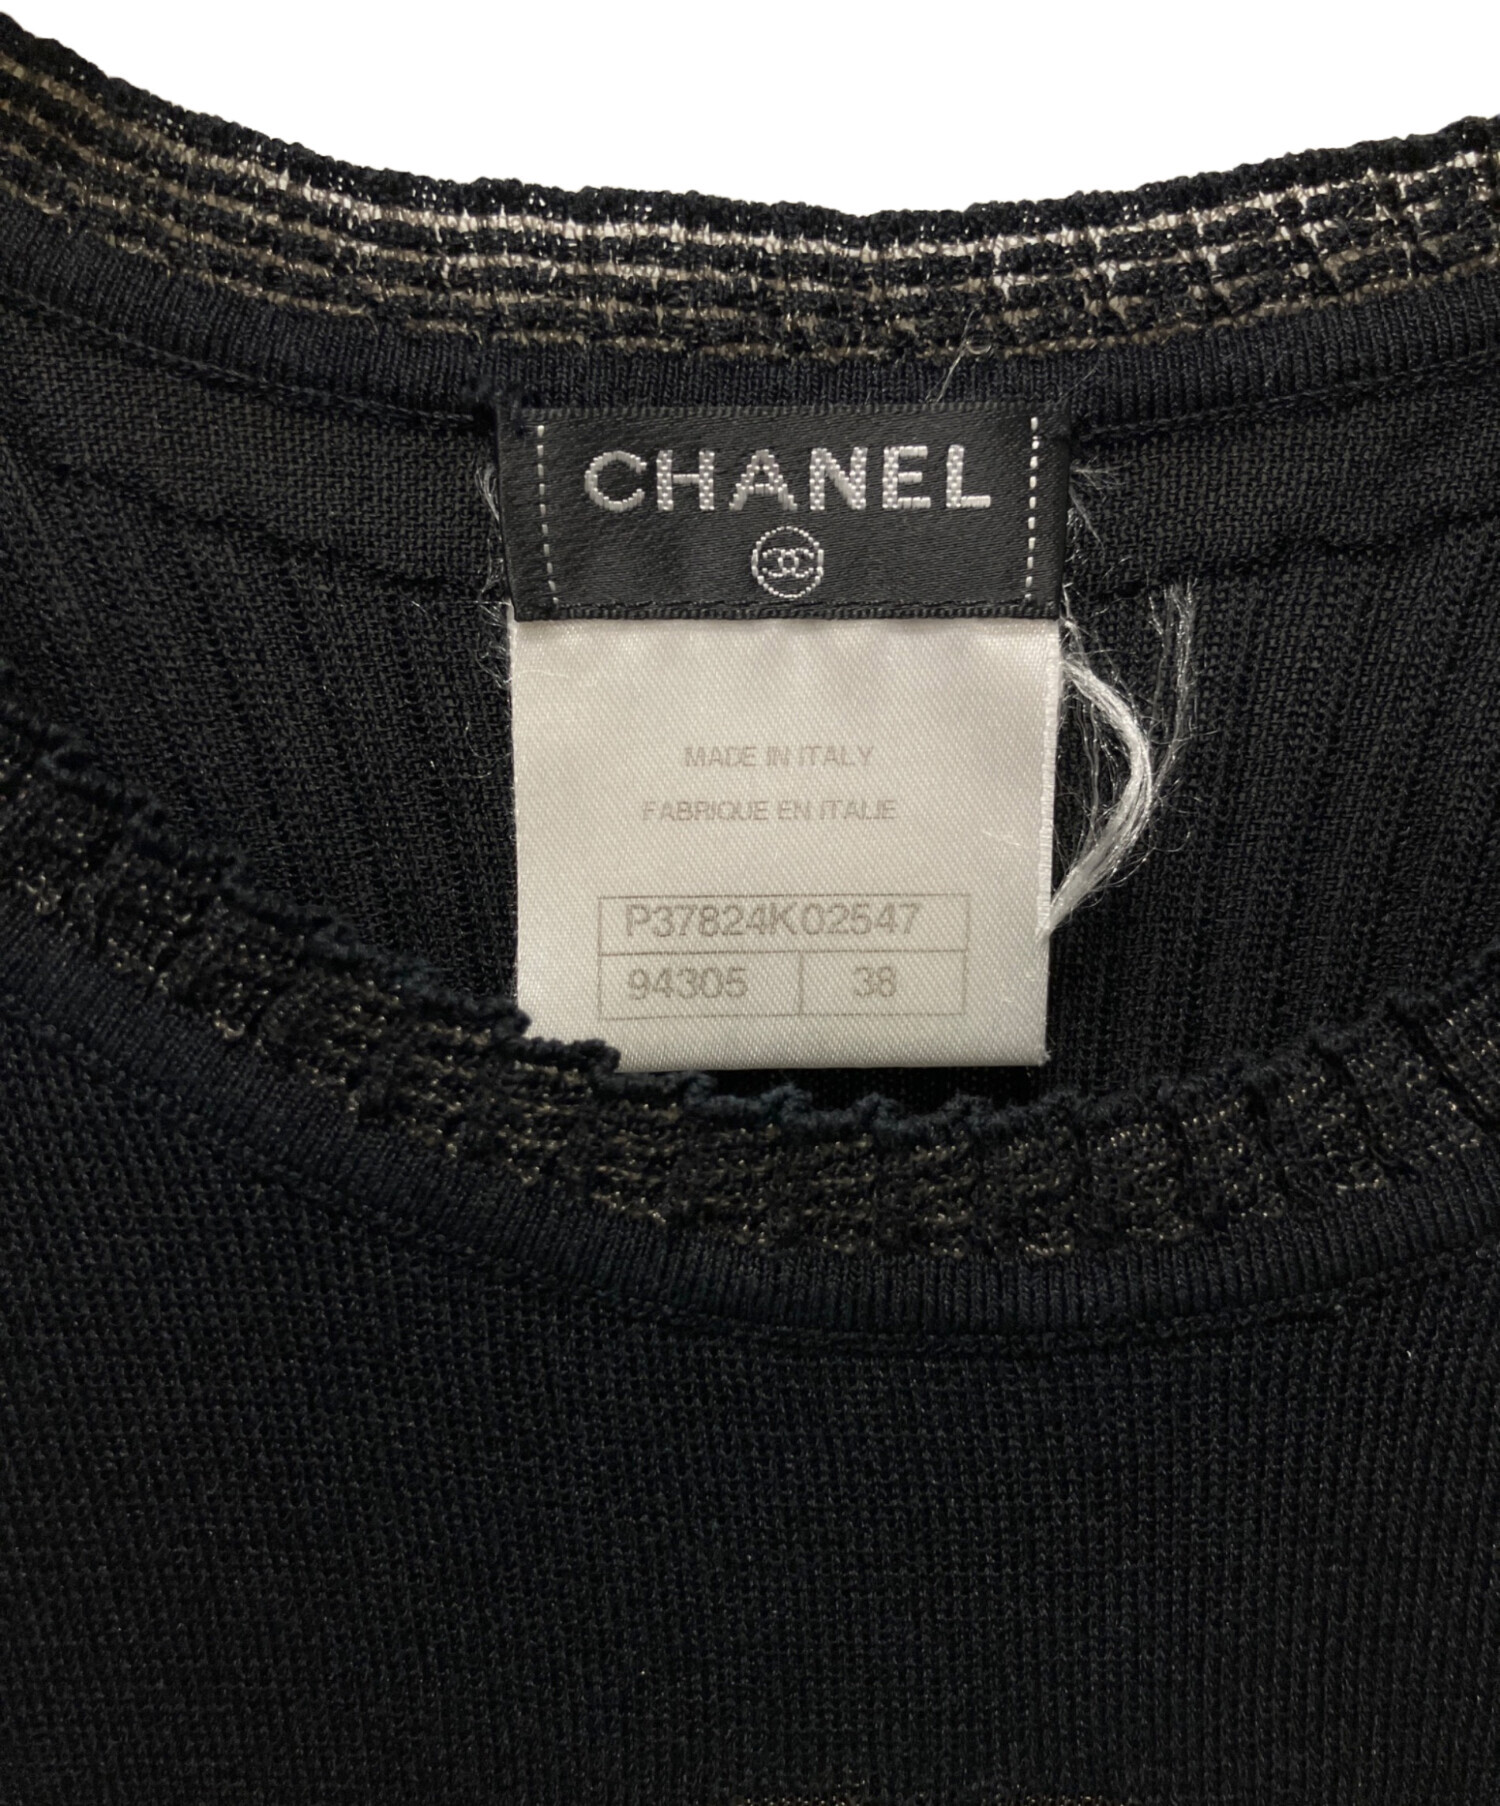 CHANEL
MADE IN ITALY
FABRIQUE EN ITALIE
P37824K02547
94305 38